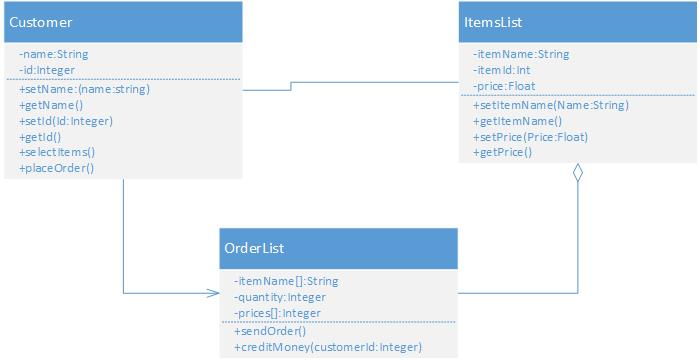 Customer
-name:String
-id:Integer
+setName:(name:string)
+getName()
+setId(Id:Integer)
+getId()
+selectItems()
+placeOrder()
ItemsList
-itemName:String
-itemId:Int
-price:Float
+setItemName(Name:String)
+getItemName()
+setPrice(Price:Float)
+getPrice()
OrderList
-itemName[]:String
-quantity:Integer
-prices[]:Integer
+sendOrder()
+creditMoney(customerId:Integer)